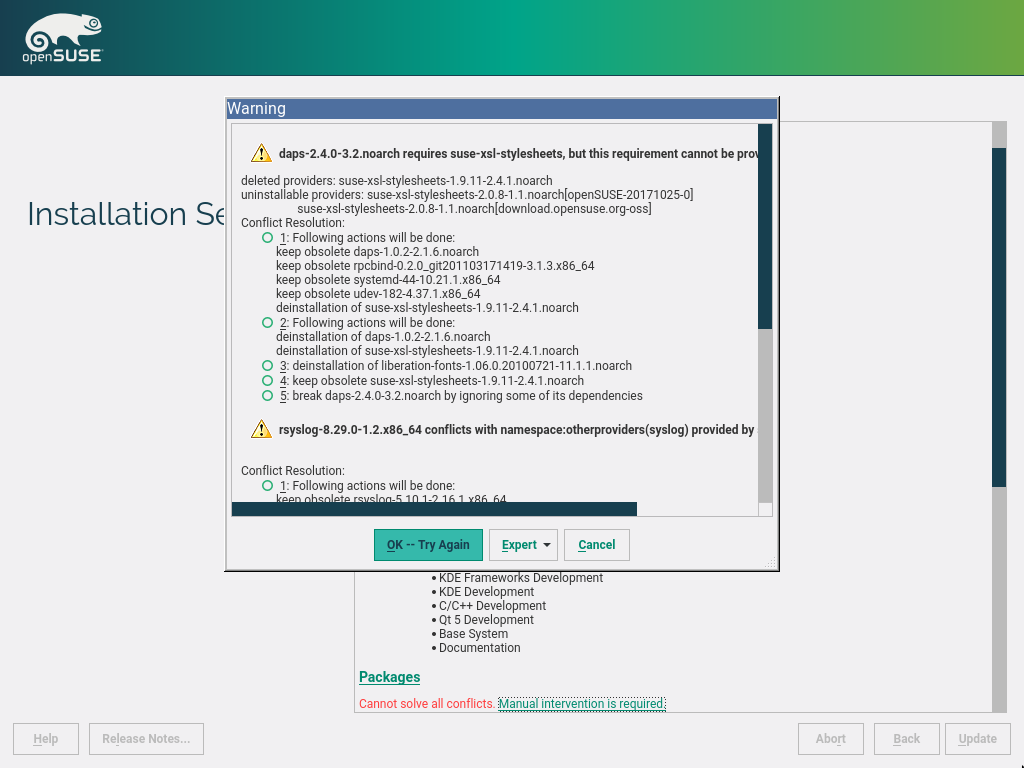 openSUSE
Warning
daps-2.4.0-3.2.noarch requires suse-xsl-stylesheets, but this requirement cannot be
deleted providers: suse-xsl-stylesheets-1.9.11-2.4.1.noarch
uninstallable providers: suse-xsl-stylesheets-2.0.8-1.1.noarch[openSUSE-20171025-0]
suse-xsl-stylesheets-2.0.8-1.1.noarch[download.opensuse.org-oss]
Conflict Resolution:
1: Following actions will be done:
keep obsolete daps-1.0.2-2.1.6.noarch
keep obsolete rpcbind-0.2.0_git201103171419-3.1.3.x86_64
keep obsolete systemd-44-10.21.1.x86_64
keep obsolete udev-182-4.37.1.x86_64
deinstallation of suse-xsl-stylesheets-1.9.11-2.4.1.noarch
2: Following actions will be done:
deinstallation of daps-1.0.2-2.1.6.noarch
deinstallation of suse-xsl-stylesheets-1.9.11-2.4.1.noarch
3: deinstallation of liberation-fonts-1.06.0.20100721-11.1.1.noarch
4: keep obsolete suse-xsl-stylesheets-1.9.11-2.4.1.noarch
5: break daps-2.4.0-3.2.noarch by ignoring some of its dependencies
rsyslog-8.29.0-1.2.x86_64 conflicts with namespace:otherproviders(syslog) provided by
Conflict Resolution:
1: Following actions will be done:
keep obsolete rsyslog-5.10.1-2.16.1.x86_64
OK -- Try Again
Expert
Cancel
Installation
KDE Frameworks Development
KDE Development
C/C++ Development
Qt 5 Development
Base System
Documentation
Packages
Cannot solve all conflicts. Manual intervention is required.
Help
Release Notes...
Abort
Back
Update